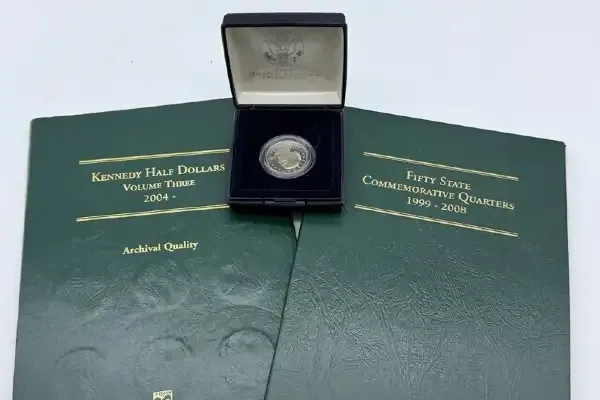 Kennedy Half Dollars
Volume Three
2004 -
Archival Quality
Fifty State
Commemorative Quarters
1999 - 2008